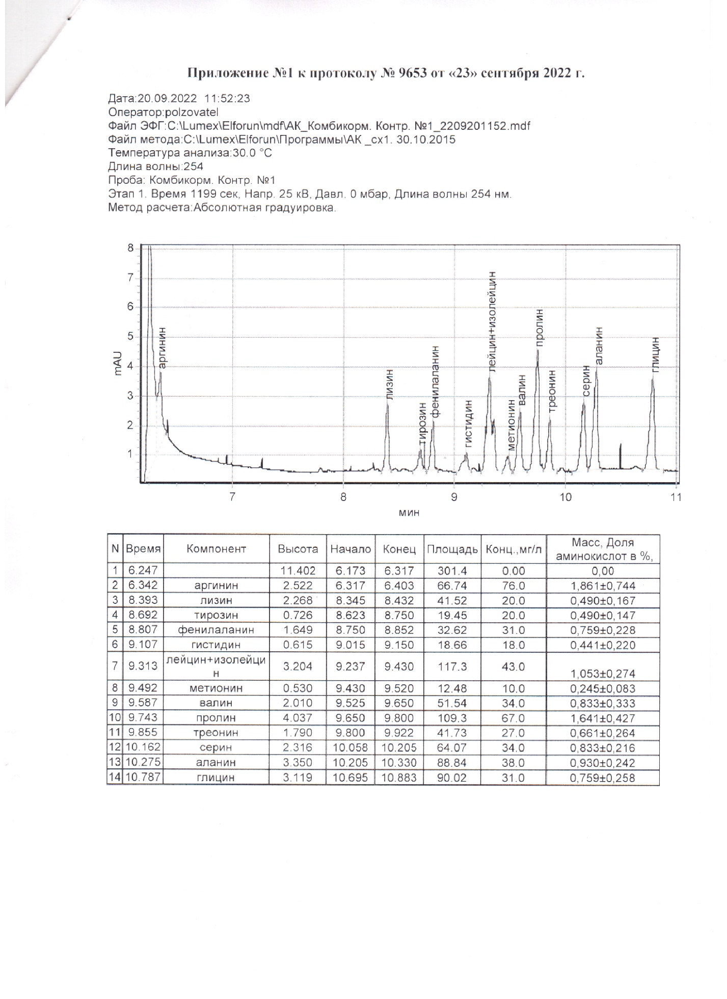 Приложение №1 к протоколу № 9653 от «23» сентября 2022 г.
Дата:20.09.2022 11:52:23
Оператор:polzovatel
Файл ЭФГ:C:\Lumex\Elforun\mdf\АК_Комбикорм. Контр. №1_2209201152.mdf
Файл метода:C:\Lumex\Elforun\Программы\АК _сх1. 30.10.2015
Температура анализа:30.0 °C
Длина волны:254
Проба: Комбикорм. Контр. №1
Этап 1. Время 1199 сек, Напр. 25 кВ, Давл. 0 мбар, Длина волны 254 нм.
Метод расчета:Абсолютная градуировка.
8
7
6
5
4
3
2
1
mAU
аргинин
лизин
тирозин
фенилаланин
гистидин
лейцин+изолейцин
метионин
валин
пролин
треонин
серин
аланин
глицин
7 8 9 10 11
мин
N Время Компонент Высота Начало Конец Площадь Конц.,мг/л Масс, Доля
аминокислот в %,
1 6.247 11.402 6.173 6.317 301.4 0.00 0,00
2 6.342 аргинин 2.522 6.317 6.403 66.74 76.0 1,861±0,744
3 8.393 лизин 2.268 8.345 8.432 41.52 20.0 0,490±0,167
4 8.692 тирозин 0.726 8.623 8.750 19.45 20.0 0,490±0,147
5 8.807 фенилаланин 1.649 8.750 8.852 32.62 31.0 0,759±0,228
6 9.107 гистидин 0.615 9.015 9.150 18.66 18.0 0,441±0,220
7 9.313 лейцин+изолейци
н 3.204 9.237 9.430 117.3 43.0 1,053±0,274
8 9.492 метионин 0.530 9.430 9.520 12.48 10.0 0,245±0,083
9 9.587 валин 2.010 9.525 9.650 51.54 34.0 0,833±0,333
10 9.743 пролин 4.037 9.650 9.800 109.3 67.0 1,641±0,427
11 9.855 треонин 1.790 9.800 9.922 41.73 27.0 0,661±0,264
12 10.162 серин 2.316 10.058 10.205 64.07 34.0 0,833±0,216
13 10.275 аланин 3.350 10.205 10.330 88.84 38.0 0,930±0,242
14 10.787 глицин 3.119 10.695 10.883 90.02 31.0 0,759±0,258